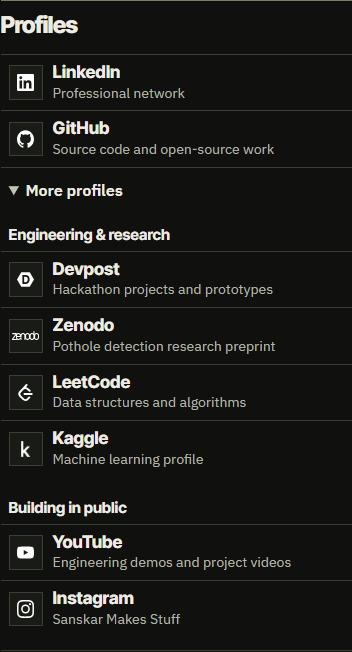 Profiles
LinkedIn
Professional network
GitHub
Source code and open-source work
▼ More profiles
Engineering & research
Devpost
Hackathon projects and prototypes
zenodo
Zenodo
Pothole detection research preprint
LeetCode
Data structures and algorithms
k
Kaggle
Machine learning profile
Building in public
YouTube
Engineering demos and project videos
Instagram
Sanskar Makes Stuff